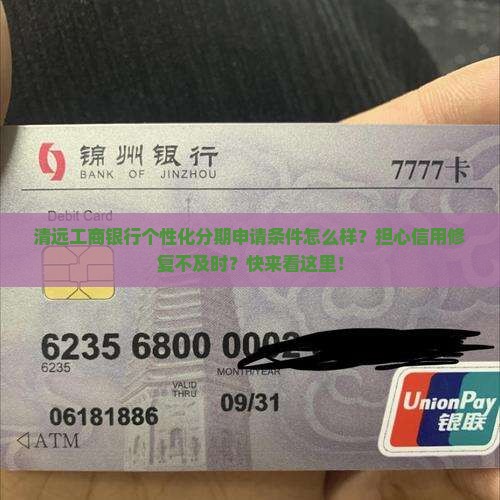 锦州银行
BANK OF JINZHOU
7777卡
Debit Card
清远工商银行个性化分期申请条件怎么样？担心信用修
复不及时？快来看这里！
6235 6800 0002
6235
MONTH/YEAR
VALID
THRU
09/31
06181886
ATM
UnionPay
银联